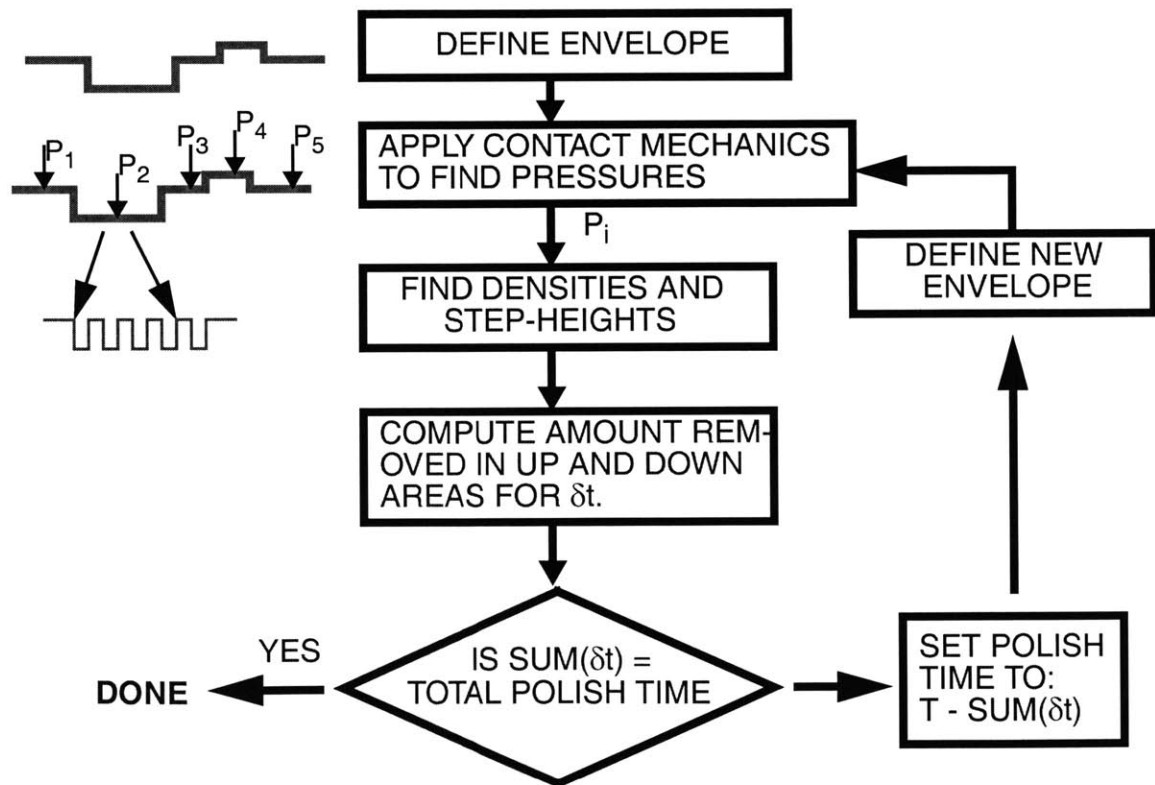 DEFINE ENVELOPE
P1
P2
P3
P4
P5
APPLY CONTACT MECHANICS
TO FIND PRESSURES
Pi
DEFINE NEW
ENVELOPE
FIND DENSITIES AND
STEP-HEIGHTS
COMPUTE AMOUNT REM-
OVED IN UP AND DOWN
AREAS FOR δt.
YES
DONE
IS SUM(δt) =
TOTAL POLISH TIME
SET POLISH
TIME TO:
T - SUM(δt)